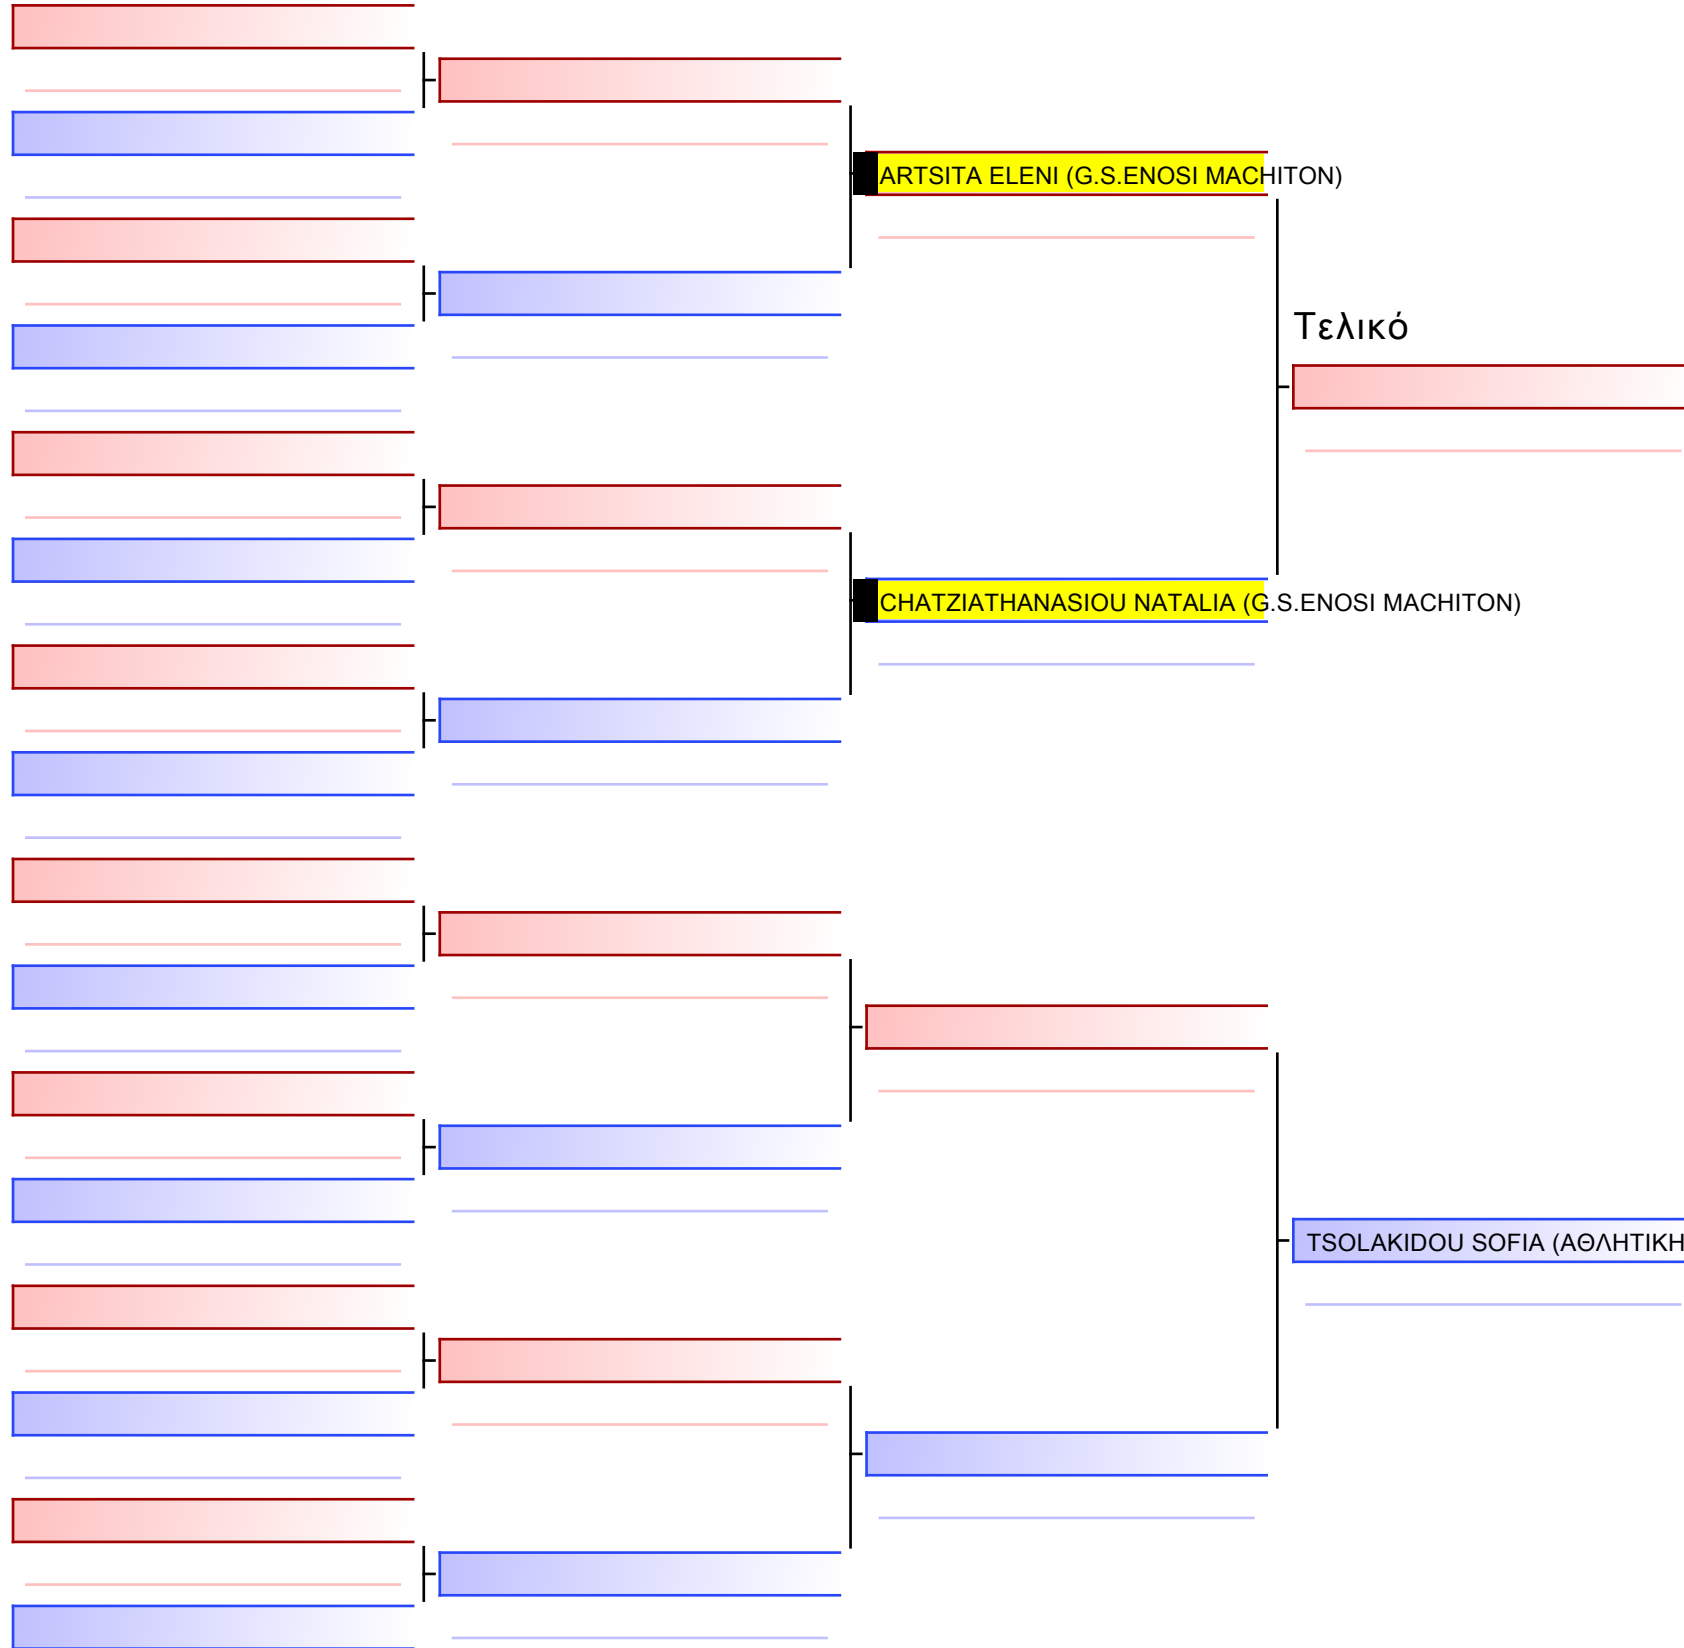 ARTSITA ELENI (G.S.ENOSI MACHITON)
Τελικό
CHATZIATHANASIOU NATALIA (G.S.ENOSI MACHITON)
TSOLAKIDOU SOFIA (ΑΘΛΗΤΙΚΗ